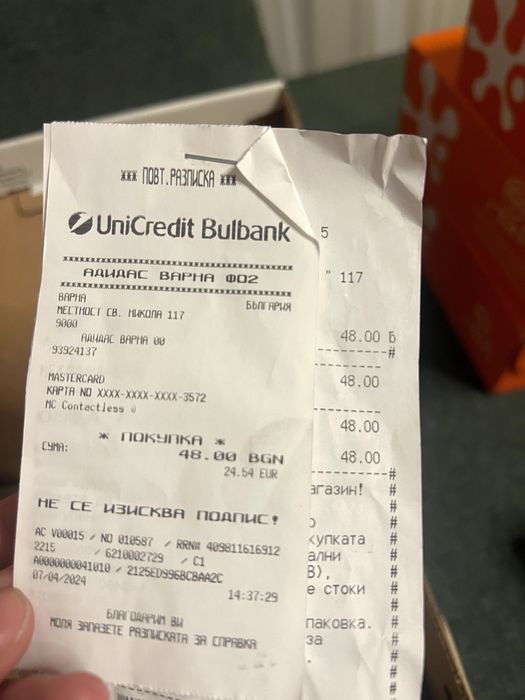 *** ПОВТ.РАЗПИСКА ***
UniCredit Bulbank
АДИДАС ВАРНА Ф02
ВАРНА БЪЛГАРИЯ
МЕСТНОСТ СВ. НИКОЛА 117
9000
АДИДАС ВАРНА 00
93924137
MASTERCARD
КАРТА NO XXXX-XXXX-XXXX-3572
MC Contactless
* ПОКУПКА *
СУМА: 48.00 BGN
24.54 EUR
НЕ СЕ ИЗИСКВА ПОДПИС!
AC V00015 / NO 010587 / RRN# 409811616912
2215 / 6210002729 / C1
A0000000041010 / 2125ED996BCBAA2C
07/04/2024 14:37:29
БЛАГОДАРИМ ВИ
МОЛЯ ЗАПАЗЕТЕ РАЗПИСКАТА ЗА СПРАВКА
5
" 117
48.00 Б
--------#
48.00
--------
48.00
48.00
--------#
агазин! #
#
купката #
ални #
В), #
е стоки #
#
паковка. #
за #
. #